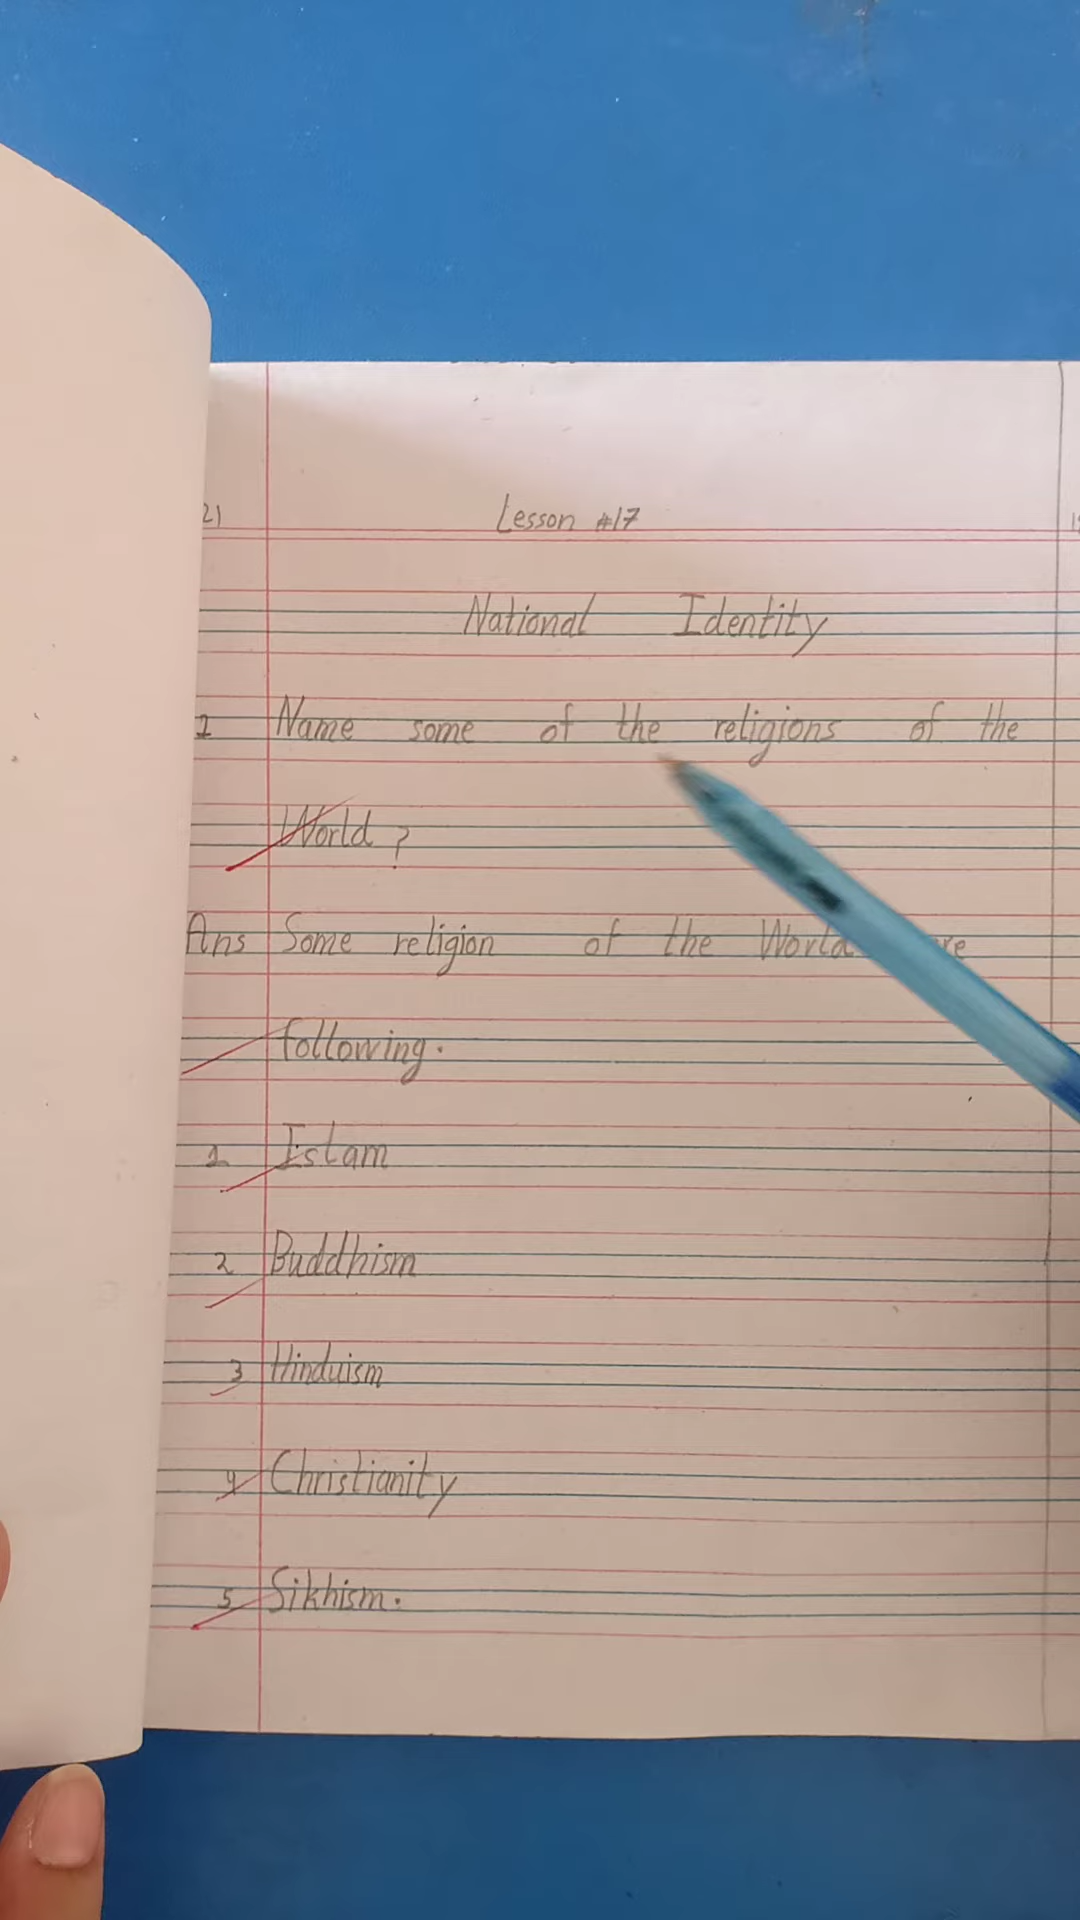 21 Lesson #17
National Identity
1 Name some of the religions of the
World ?
Ans Some religion of the World
following.
1 Islam
2 Buddhism
3 Hinduism
4 Christianity
5 Sikhism.